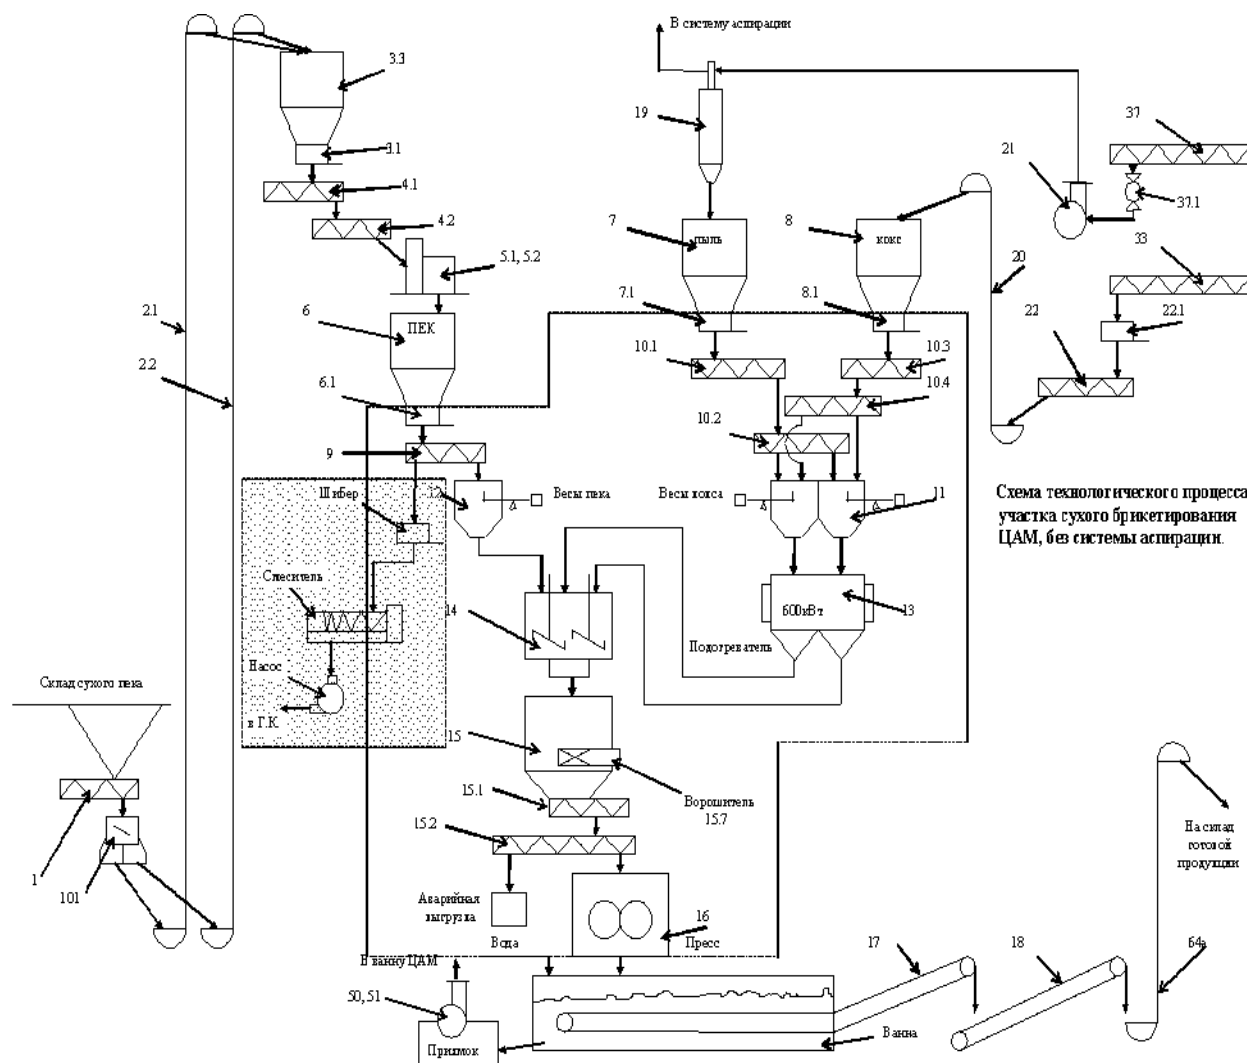 В систему аспирации
3.3
19
37
3.1
21
4.1
37.1
4.2
7
8
33
пыль
кокс
5.1, 5.2
20
7.1
8.1
6
ПЕК
22
22.1
2.1
10.1
10.3
2.2
6.1
10.4
10.2
9
Шибер
12
Весы пека
Весы кокса
11
Схема технологического процесса
участка сухого брикетирования
ЦАМ, без системы аспирации.
Смеситель
14
600кВт
13
Подогреватель
Насос
Склад сухого пека
в Г.К.
15
15.1
Ворошитель
15.7
15.2
На склад
готовой
продукции
1
101
Аварийная
выгрузка
16
Вода
Пресс
17
18
64а
В ванну ЦАМ
50, 51
Ванна
Приямок